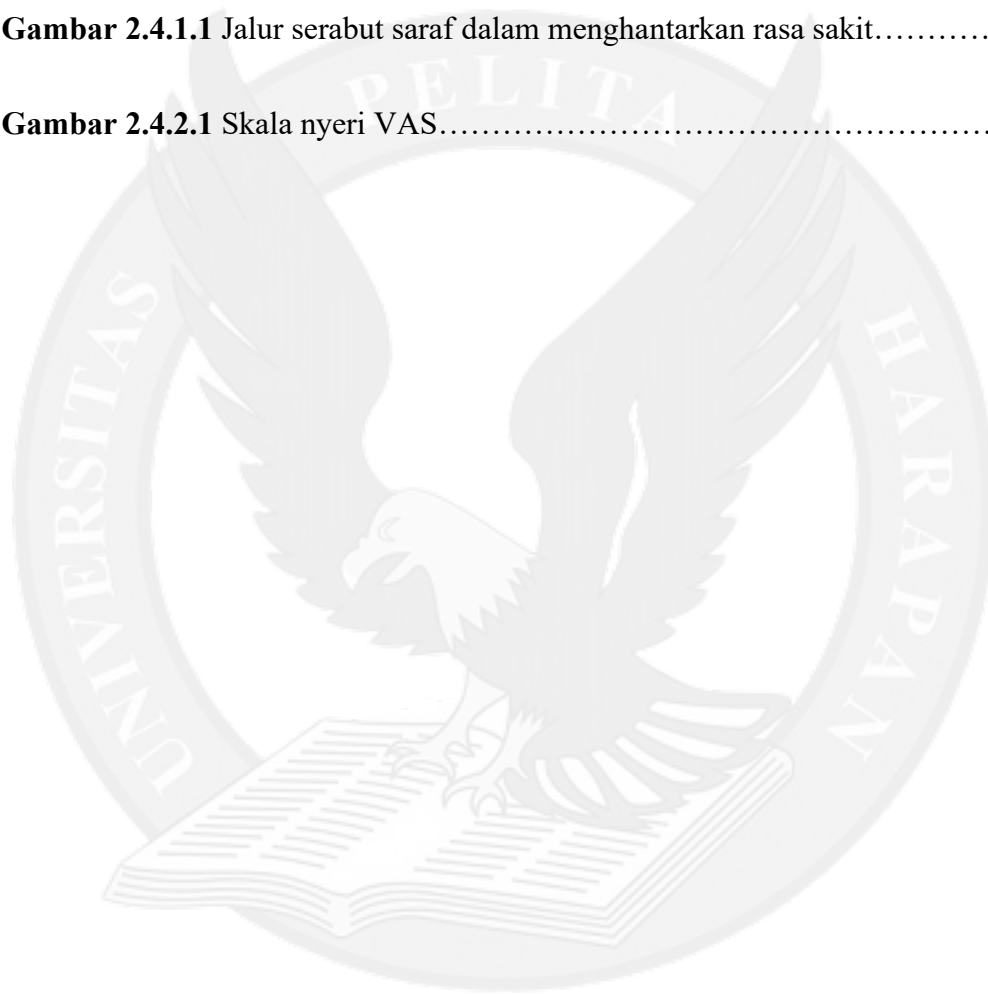 Gambar 2.4.1.1 Jalur serabut saraf dalam menghantarkan rasa sakit…………
Gambar 2.4.2.1 Skala nyeri VAS……………………………………………
UNIVERSITAS PELITA HARAPAN